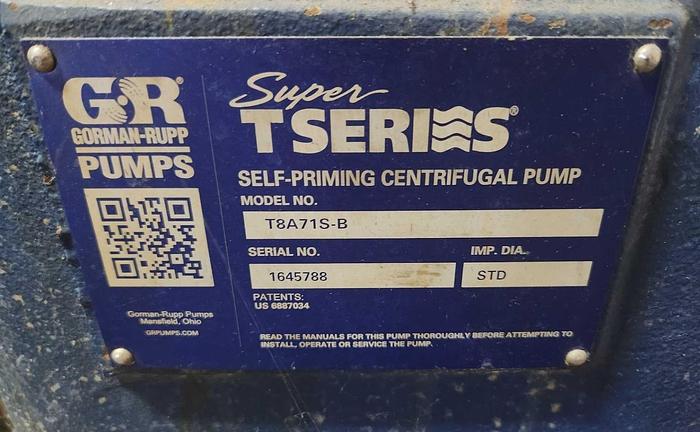 GR®
GORMAN-RUPP
PUMPS
Super
T SERIES®
SELF-PRIMING CENTRIFUGAL PUMP
MODEL NO.
T8A71S-B
SERIAL NO.
IMP. DIA.
1645788
STD
PATENTS:
US 6887034
Gorman-Rupp Pumps
Mansfield, Ohio
GRPUMPS.COM
READ THE MANUALS FOR THIS PUMP THOROUGHLY BEFORE ATTEMPTING TO
INSTALL, OPERATE OR SERVICE THE PUMP.